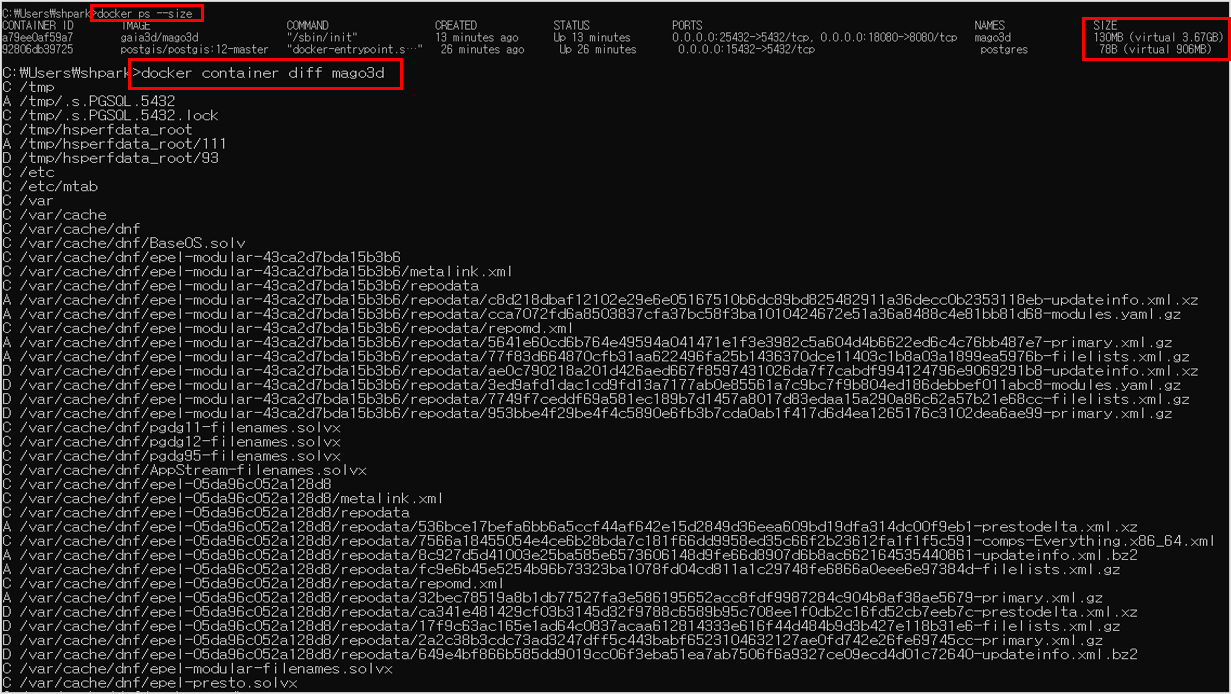 C:₩Users₩shpark>docker ps --size
CONTAINER ID IMAGE COMMAND CREATED STATUS PORTS NAMES SIZE
a79ee0af59a7 gaia3d/mago3d "/sbin/init" 13 minutes ago Up 13 minutes 0.0.0.0:25432->5432/tcp, 0.0.0.0:18080->8080/tcp mago3d 130MB (virtual 3.67GB)
92806db39725 postgis/postgis:12-master "docker-entrypoint.s…" 26 minutes ago Up 26 minutes 0.0.0.0:15432->5432/tcp postgres 78B (virtual 906MB)
C:₩Users₩shpark>docker container diff mago3d
C /tmp
A /tmp/.s.PGSQL.5432
C /tmp/.s.PGSQL.5432.lock
C /tmp/hsperfdata_root
A /tmp/hsperfdata_root/111
D /tmp/hsperfdata_root/93
C /etc
C /etc/mtab
C /var
C /var/cache
C /var/cache/dnf
C /var/cache/dnf/BaseOS.solv
C /var/cache/dnf/epel-modular-43ca2d7bda15b3b6
C /var/cache/dnf/epel-modular-43ca2d7bda15b3b6/metalink.xml
C /var/cache/dnf/epel-modular-43ca2d7bda15b3b6/repodata
A /var/cache/dnf/epel-modular-43ca2d7bda15b3b6/repodata/c8d218dbaf12102e29e6e05167510b6dc89bd825482911a36decc0b2353118eb-updateinfo.xml.xz
A /var/cache/dnf/epel-modular-43ca2d7bda15b3b6/repodata/cca7072fd6a8503837cfa37bc58f3ba1010424672e51a36a8488c4e81bb81d68-modules.yaml.gz
C /var/cache/dnf/epel-modular-43ca2d7bda15b3b6/repodata/repomd.xml
A /var/cache/dnf/epel-modular-43ca2d7bda15b3b6/repodata/5641e60cd6b764e49594a041471e1f3e3982c5a604d4b6622ed6c4c76bb487e7-primary.xml.gz
A /var/cache/dnf/epel-modular-43ca2d7bda15b3b6/repodata/77f83d664870cfb31aa622496fa25b1436370dce11403c1b8a03a1899ea5976b-filelists.xml.gz
D /var/cache/dnf/epel-modular-43ca2d7bda15b3b6/repodata/ae0c790218a201d426aed667f8597431026da7f7cabdf994124796e9069291b8-updateinfo.xml.xz
D /var/cache/dnf/epel-modular-43ca2d7bda15b3b6/repodata/3ed9afd1dac1cd9fd13a7177ab0e85561a7c9bc7f9b804ed186debbef011abc8-modules.yaml.gz
D /var/cache/dnf/epel-modular-43ca2d7bda15b3b6/repodata/7749f7ceddf69a581ec189b7d1457a8017d83edaa15a290a86c62a57b21e68cc-filelists.xml.gz
D /var/cache/dnf/epel-modular-43ca2d7bda15b3b6/repodata/953bbe4f29be4f4c5890e6fb3b7cda0ab1f417d6d4ea1265176c3102dea6ae99-primary.xml.gz
C /var/cache/dnf/pgdg11-filenames.solvx
C /var/cache/dnf/pgdg12-filenames.solvx
C /var/cache/dnf/pgdg95-filenames.solvx
C /var/cache/dnf/AppStream-filenames.solvx
C /var/cache/dnf/epel-05da96c052a128d8
C /var/cache/dnf/epel-05da96c052a128d8/metalink.xml
C /var/cache/dnf/epel-05da96c052a128d8/repodata
A /var/cache/dnf/epel-05da96c052a128d8/repodata/536bce17befa6bb6a5ccf44af642e15d2849d36eea609bd19dfa314dc00f9eb1-prestodelta.xml.xz
C /var/cache/dnf/epel-05da96c052a128d8/repodata/7566a18455054e4ce6b28bda7c181f66dd9958ed35c66f2b23612fa1f1f5c591-comps-Everything.x86_64.xml
A /var/cache/dnf/epel-05da96c052a128d8/repodata/8c927d5d41003e25ba585e6573606148d9fe66d8907d6b8ac662164535440861-updateinfo.xml.bz2
A /var/cache/dnf/epel-05da96c052a128d8/repodata/fc9e6b45e5254b96b73323ba1078fd04cd811a1c29748fe6866a0eee6e97384d-filelists.xml.gz
C /var/cache/dnf/epel-05da96c052a128d8/repodata/repomd.xml
A /var/cache/dnf/epel-05da96c052a128d8/repodata/32bec78519a8b1db77527fa3e586195652acc8fdf9987284c904b8af38ae5679-primary.xml.gz
D /var/cache/dnf/epel-05da96c052a128d8/repodata/ca341e481429cf03b3145d32f9788c6589b95c708ee1f0db2c16fd52cb7eeb7c-prestodelta.xml.xz
D /var/cache/dnf/epel-05da96c052a128d8/repodata/17f9c63ac165e1ad64c0837acaa612814333e616f44d484b9d3b427e118b31e6-filelists.xml.gz
D /var/cache/dnf/epel-05da96c052a128d8/repodata/2a2c38b3cdc73ad3247dff5c443babf6523104632127ae0fd742e26fe69745cc-primary.xml.gz
D /var/cache/dnf/epel-05da96c052a128d8/repodata/649e4bf866b585dd9019cc06f3eba51ea7ab7506f6a9327ce09ecd4d01c72640-updateinfo.xml.bz2
C /var/cache/dnf/epel-modular-filenames.solvx
C /var/cache/dnf/epel-presto.solvx